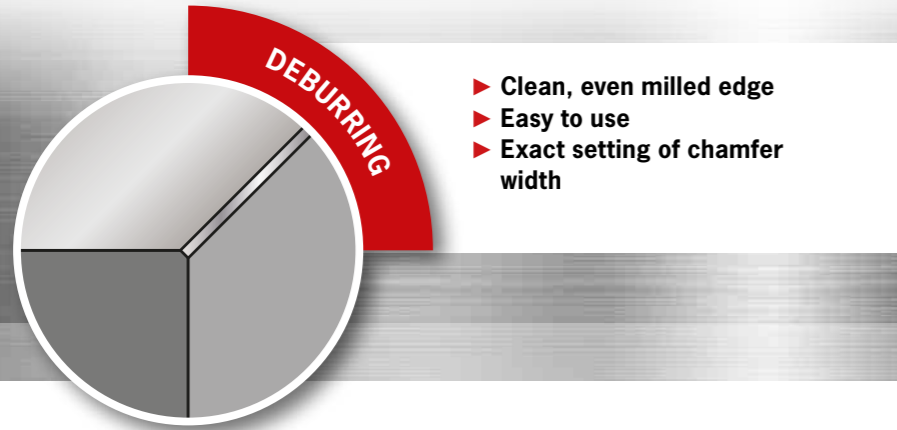 DEBURRING
▶ Clean, even milled edge
▶ Easy to use
▶ Exact setting of chamfer
width